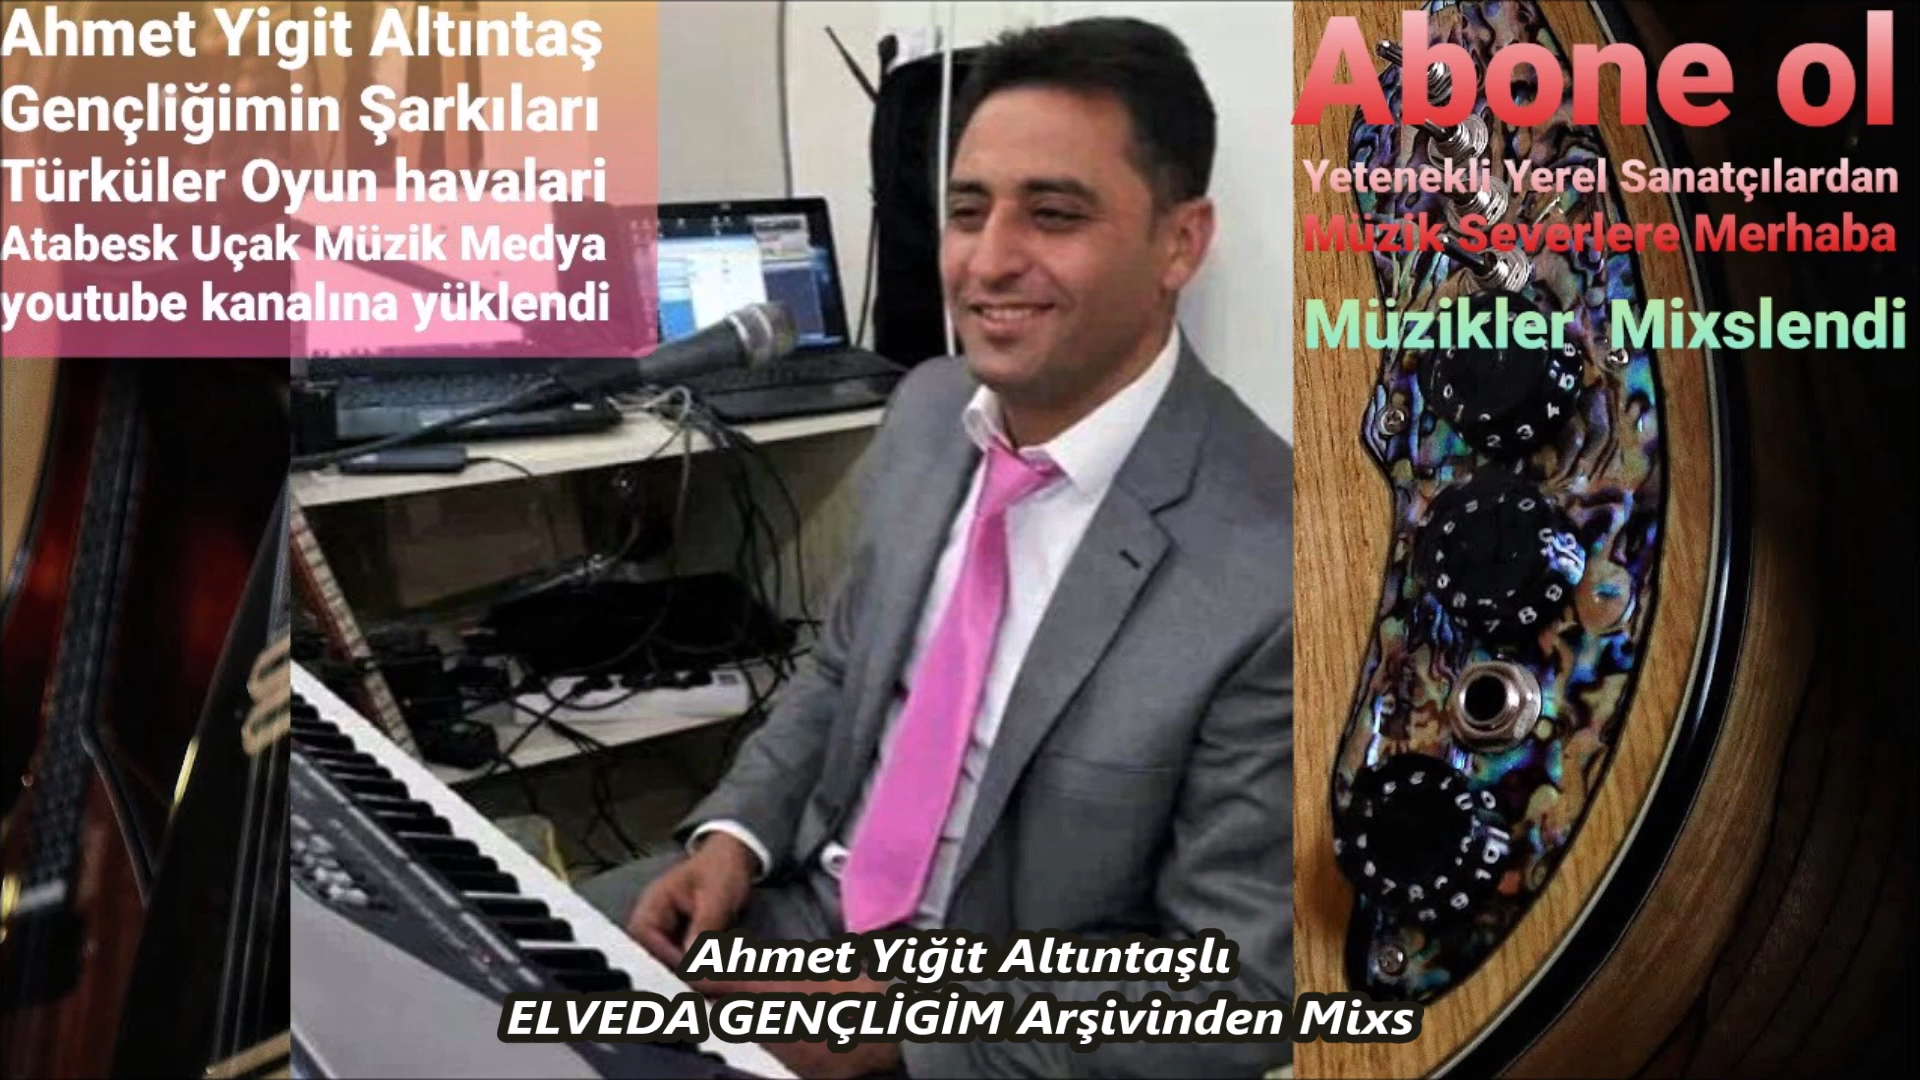 Ahmet Yigit Altıntaş
Gençliğimin Şarkıları
Türküler Oyun havalari
Atabesk Uçak Müzik Medya
youtube kanalına yüklendi
Abone ol
Yetenekli Yerel Sanatçılardan
Müzik Severlere Merhaba
Müzikler Mixslendi
Ahmet Yiğit Altıntaşlı
ELVEDA GENÇLİGİM Arşivinden Mixs